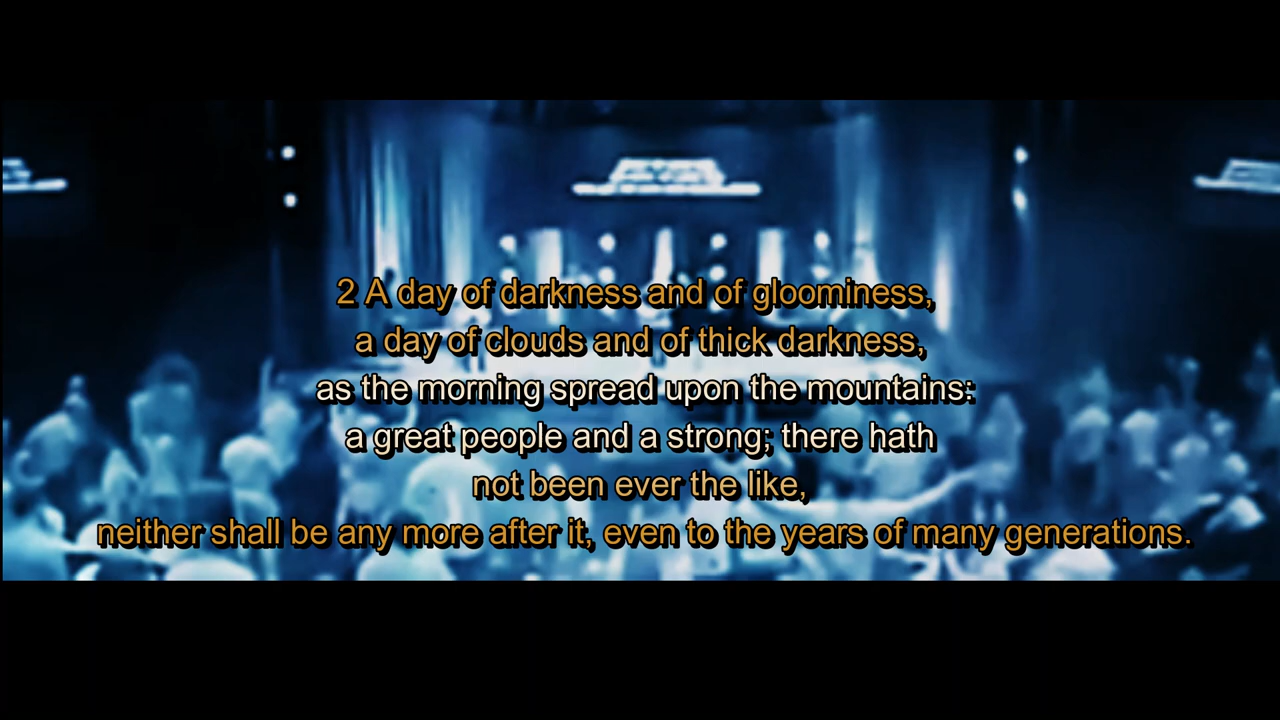 2 A day of darkness and of gloominess,
a day of clouds and of thick darkness,
as the morning spread upon the mountains:
a great people and a strong; there hath
not been ever the like,
neither shall be any more after it, even to the years of many generations.